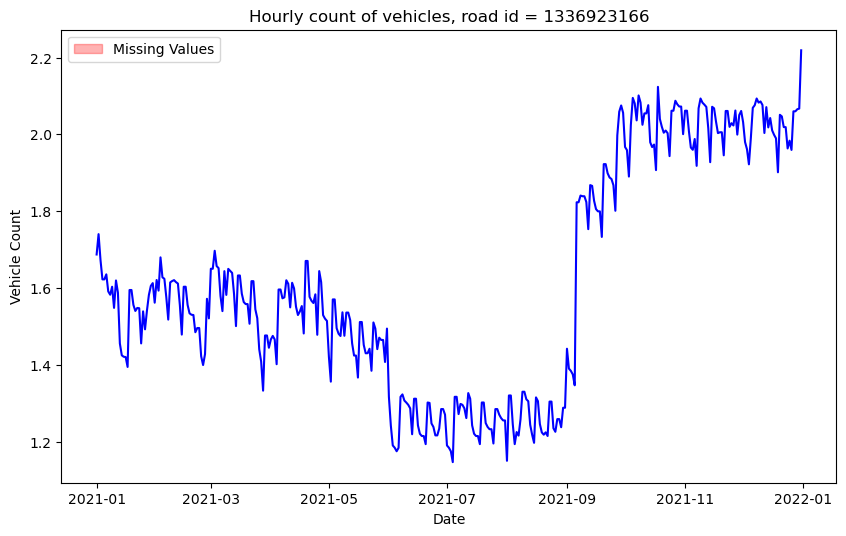 Hourly count of vehicles, road id = 1336923166
Missing Values
2.2
2.0
1.8
1.6
1.4
1.2
Vehicle Count
2021-01 2021-03 2021-05 2021-07 2021-09 2021-11 2022-01
Date